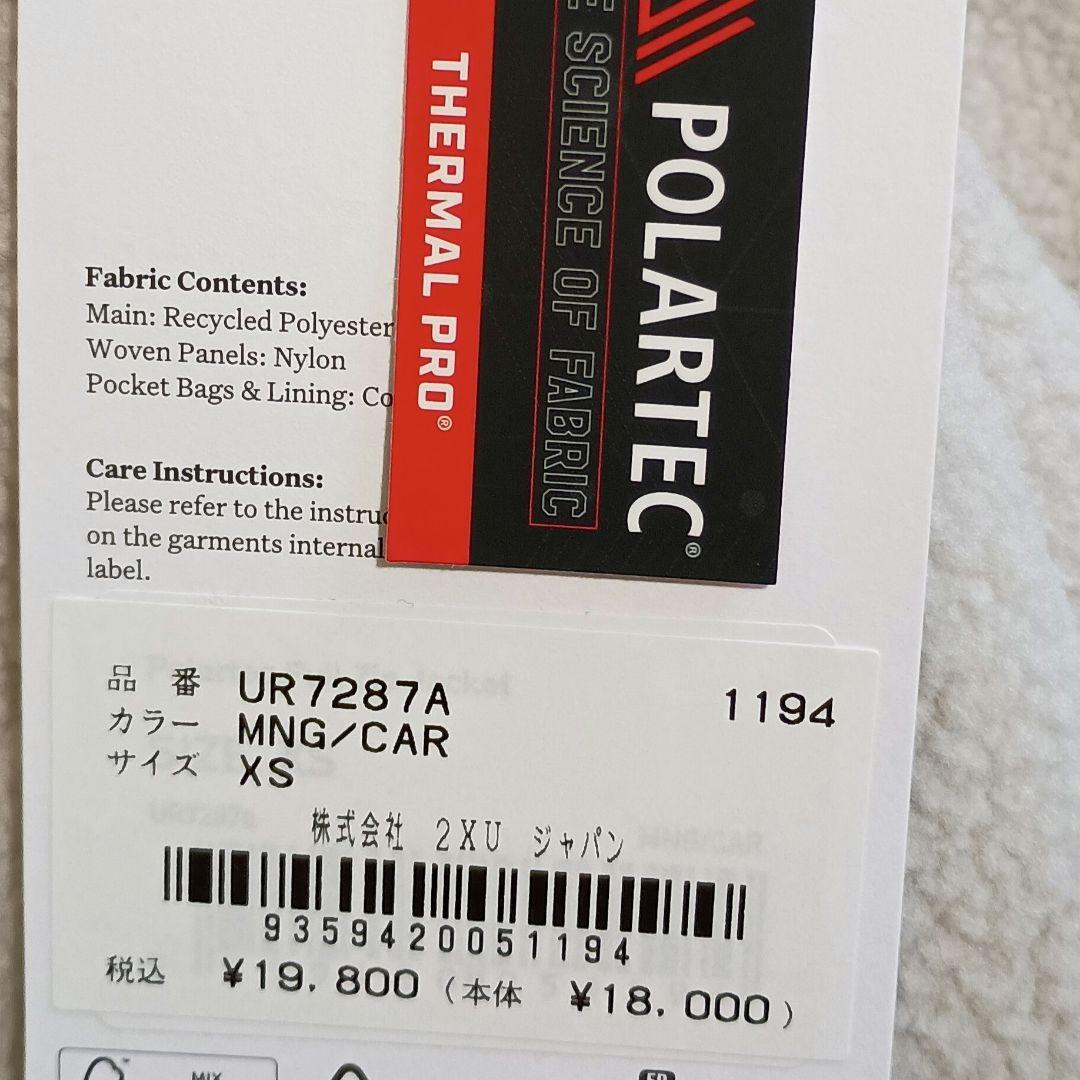 THERMAL PRO®
SCIENCE OF FABRIC
POLARTEC®
Fabric Contents:
Main: Recycled Polyester
Woven Panels: Nylon
Pocket Bags & Lining:
Care Instructions:
Please refer to the
on the garments internal
label.
品番 UR7287A 1194
カラー MNG/CAR
サイズ XS
株式会社 2XU ジャパン
9359420051194
税込 ¥19,800 (本体 ¥18,000)
MIX